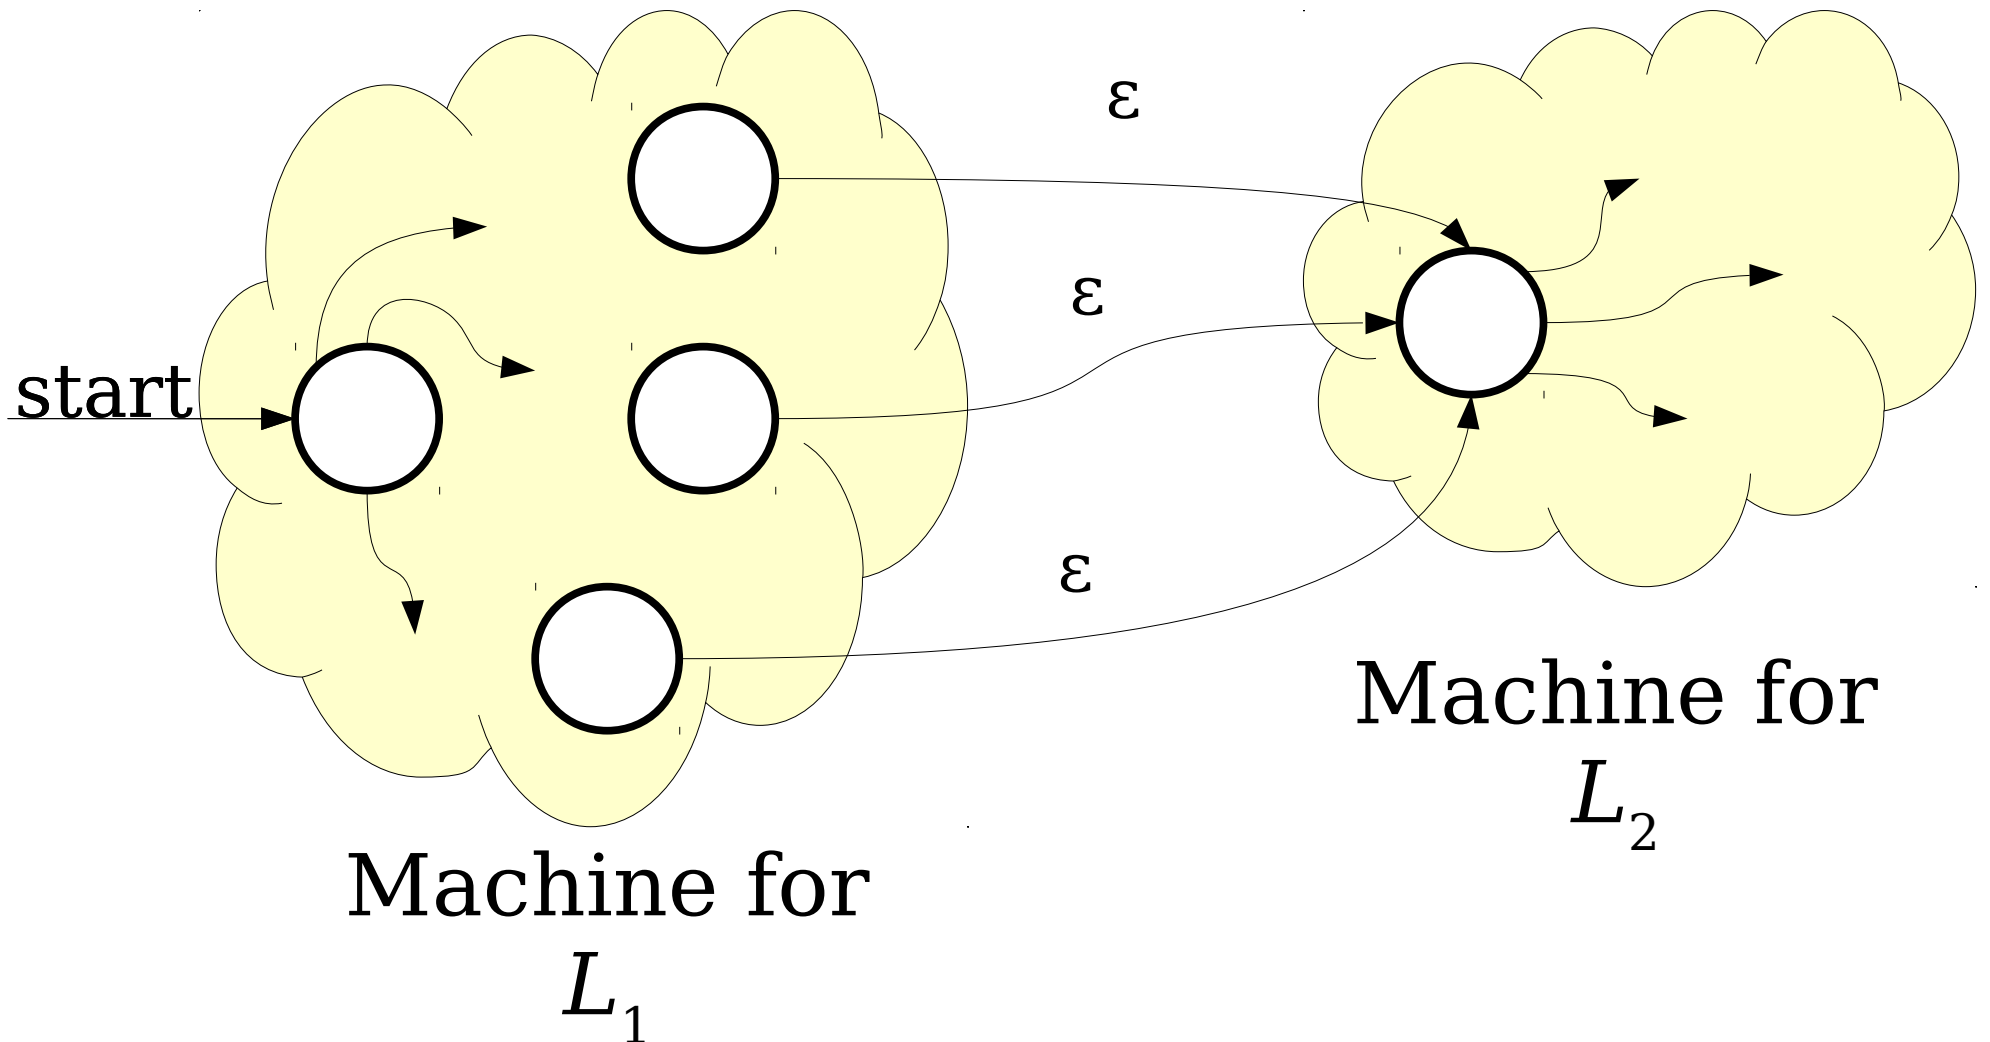 ε
ε
start
ε
Machine for
L₂
Machine for
L₁